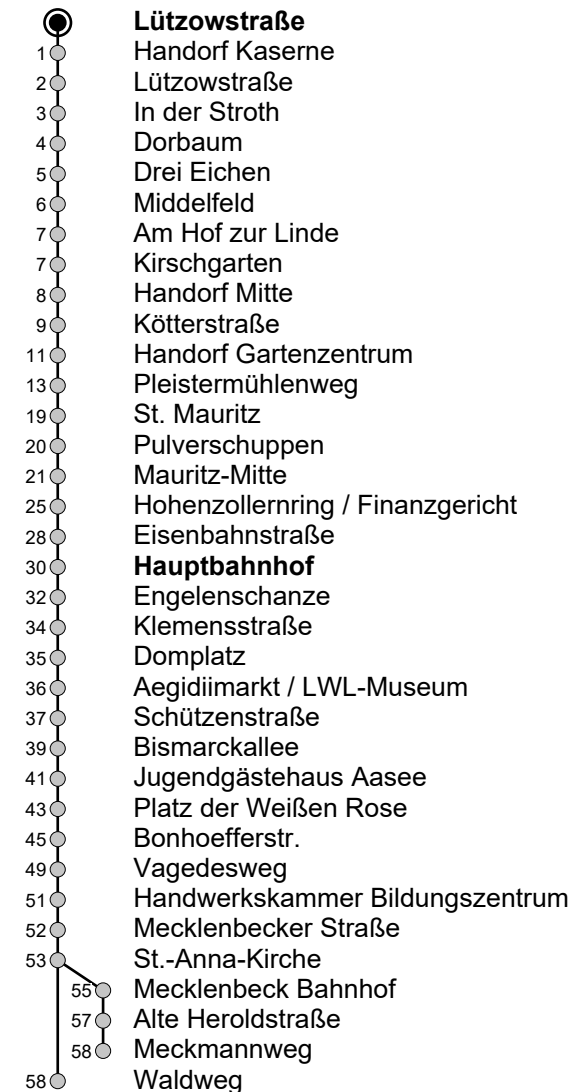 Lützowstraße
1 Handorf Kaserne
2 Lützowstraße
3 In der Stroth
4 Dorbaum
5 Drei Eichen
6 Middelfeld
7 Am Hof zur Linde
7 Kirschgarten
8 Handorf Mitte
9 Kötterstraße
11 Handorf Gartenzentrum
13 Pleistermühlenweg
19 St. Mauritz
20 Pulverschuppen
21 Mauritz-Mitte
25 Hohenzollernring / Finanzgericht
28 Eisenbahnstraße
30 Hauptbahnhof
32 Engelenschanze
34 Klemensstraße
35 Domplatz
36 Aegidiimarkt / LWL-Museum
37 Schützenstraße
39 Bismarckallee
41 Jugendgästehaus Aasee
43 Platz der Weißen Rose
45 Bonhoefferstr.
49 Vagedesweg
51 Handwerkskammer Bildungszentrum
52 Mecklenbecker Straße
53 St.-Anna-Kirche
55 Mecklenbeck Bahnhof
57 Alte Heroldstraße
58 Meckmannweg
58 Waldweg